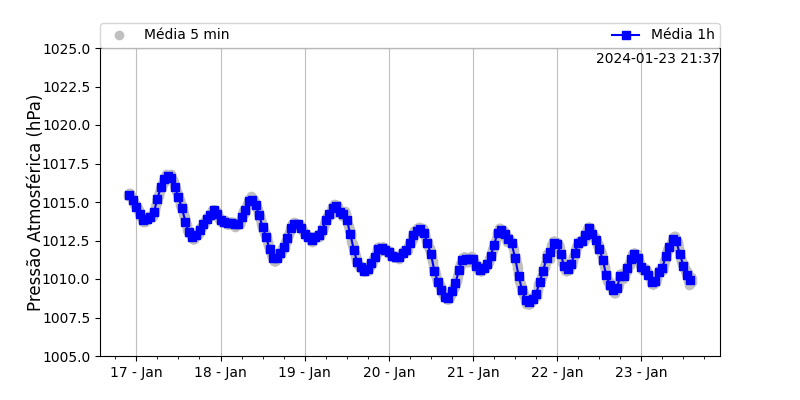 Média 5 min
Média 1h
2024-01-23 21:37
Pressão Atmosférica (hPa)
1025.0
1022.5
1020.0
1017.5
1015.0
1012.5
1010.0
1007.5
1005.0
17 - Jan
18 - Jan
19 - Jan
20 - Jan
21 - Jan
22 - Jan
23 - Jan